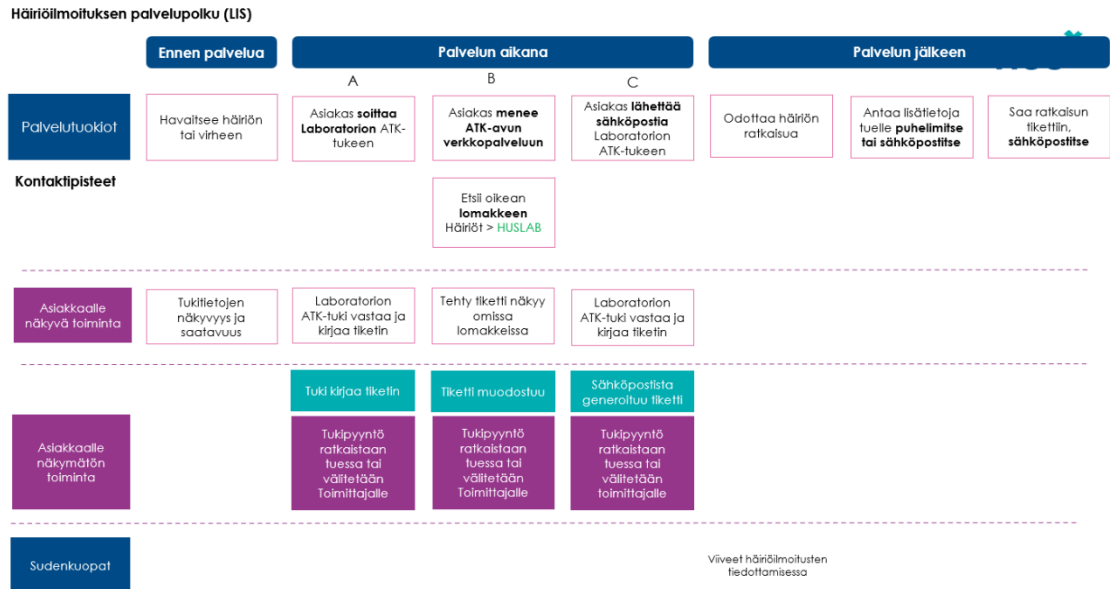 Häiriöilmoituksen palvelupolku (LIS)
Ennen palvelua
Palvelun aikana
Palvelun jälkeen
A
B
C
Palvelutuokiot
Havaitsee häiriön
tai virheen
Asiakas soittaa
Laboratorion ATK-
tukeen
Asiakas menee
ATK-avun
verkkopalveluun
Asiakas lähettää
sähköpostia
Laboratorion
ATK-tukeen
Odottaa häiriön
ratkaisua
Antaa lisätietoja
tuelle puhelimitse
tai sähköpostitse
Saa ratkaisun
tikettiin,
sähköpostitse
Kontaktipisteet
Etsii oikean
lomakkeen
Häiriöt > HUSLAB
Asiakkaalle
näkyvä toiminta
Tukitietojen
näkyvyys ja
saatavuus
Laboratorion
ATK-tuki vastaa ja
kirjaa tiketin
Tehty tiketti näkyy
omissa
lomakkeissa
Laboratorion
ATK-tuki vastaa ja
kirjaa tiketin
Asiakkaalle
näkymätön
toiminta
Tuki kirjaa tiketin
Tiketti muodostuu
Sähköpostista
generoituu tiketti
Tukipyyntö
ratkaistaan
tuessa tai
välitetään
Toimittajalle
Tukipyyntö
ratkaistaan
tuessa tai
välitetään
Toimittajalle
Tukipyyntö
ratkaistaan
tuessa tai
välitetään
toimittajalle
Sudenkuopat
Viiveet häiriöilmoitusten
tiedottamisessa